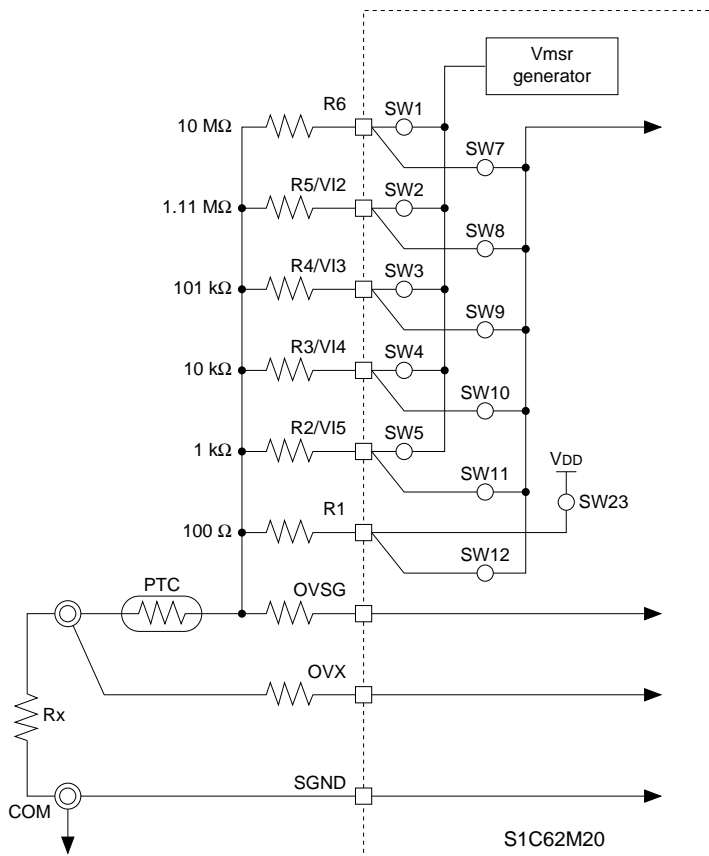 Vmsr
generator
R6
SW1
10 MΩ
SW7
R5/VI2
SW2
1.11 MΩ
SW8
R4/VI3
SW3
101 kΩ
SW9
R3/VI4
SW4
10 kΩ
SW10
R2/VI5
SW5
1 kΩ
SW11
VDD
R1
SW23
100 Ω
SW12
PTC
OVSG
OVX
Rx
SGND
COM
S1C62M20